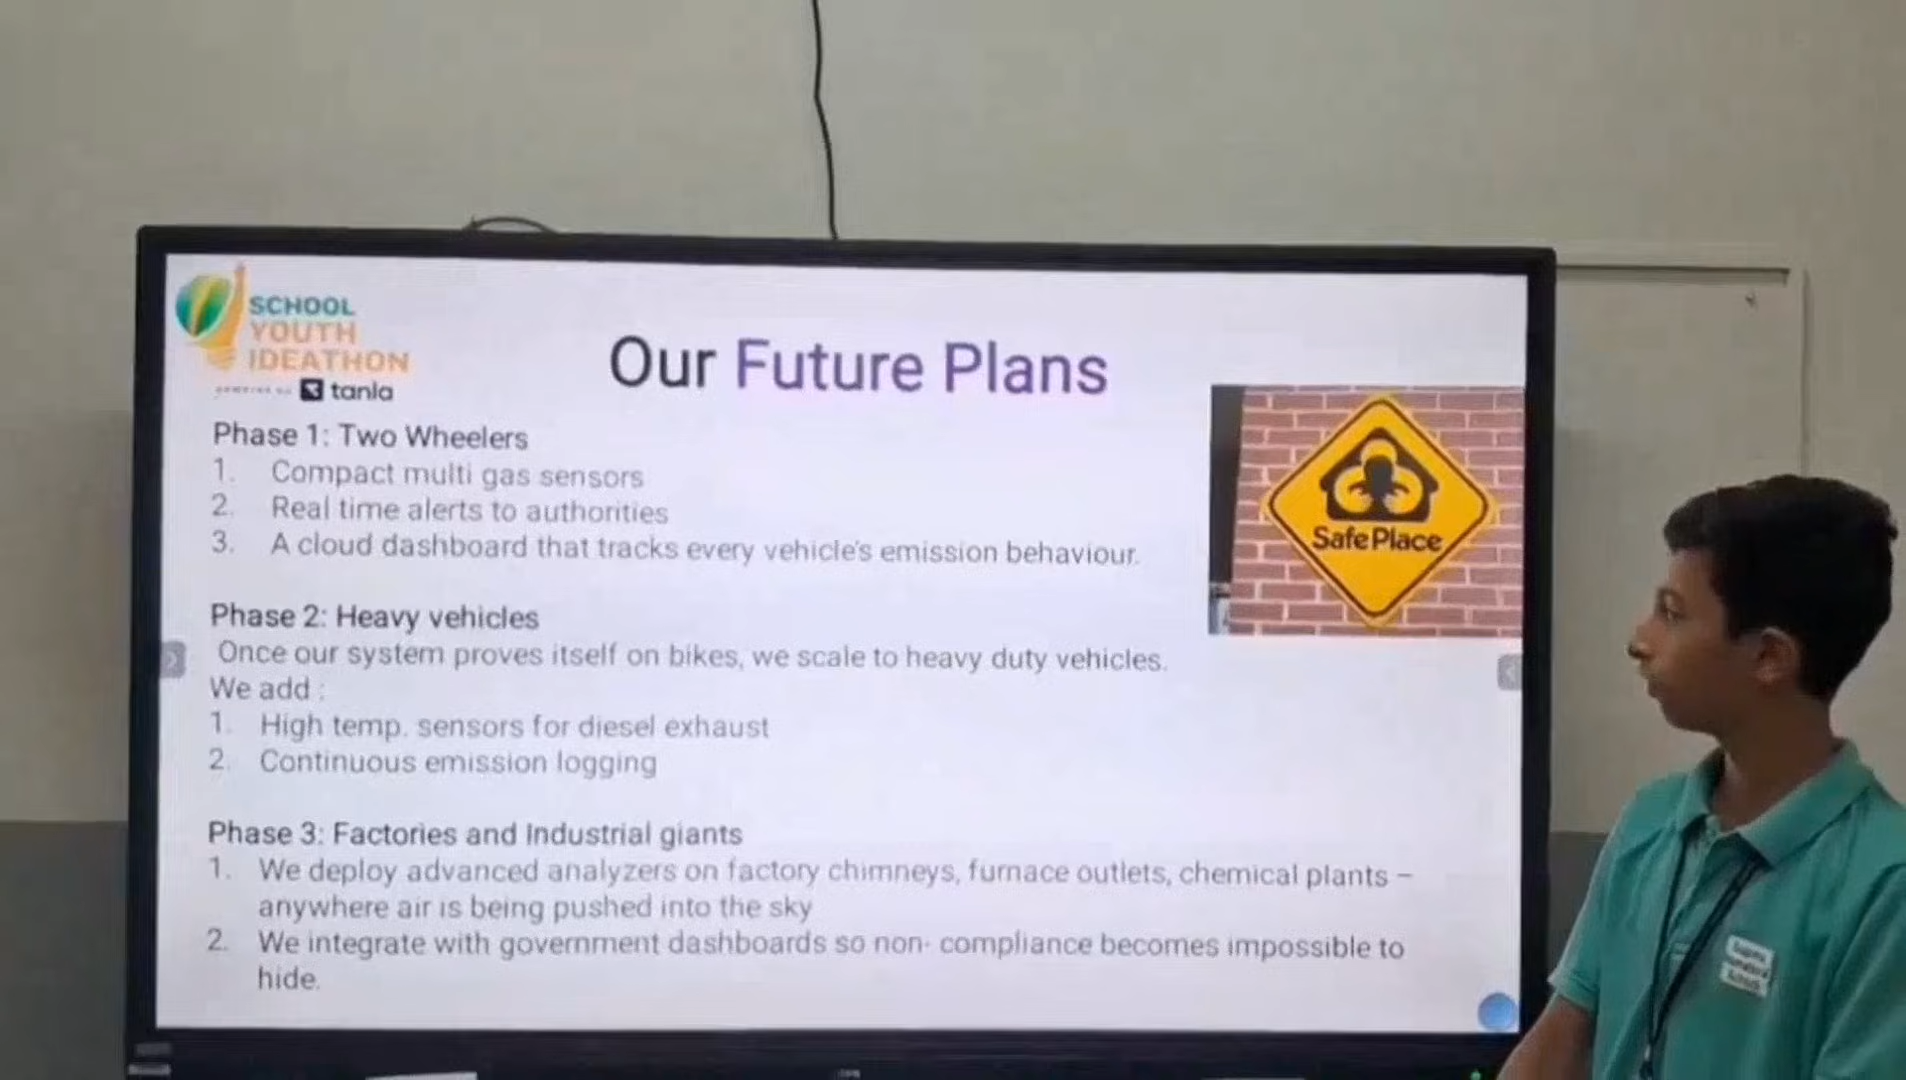 SCHOOL
YOUTH
IDEATHON
tanla
Our Future Plans
Phase 1: Two Wheelers
1. Compact multi gas sensors
2. Real time alerts to authorities
3. A cloud dashboard that tracks every vehicle's emission behaviour.
Safe Place
Phase 2: Heavy vehicles
Once our system proves itself on bikes, we scale to heavy duty vehicles.
We add :
1. High temp. sensors for diesel exhaust
2. Continuous emission logging
Phase 3: Factories and Industrial giants
1. We deploy advanced analyzers on factory chimneys, furnace outlets, chemical plants –
anywhere air is being pushed into the sky
2. We integrate with government dashboards so non- compliance becomes impossible to
hide.